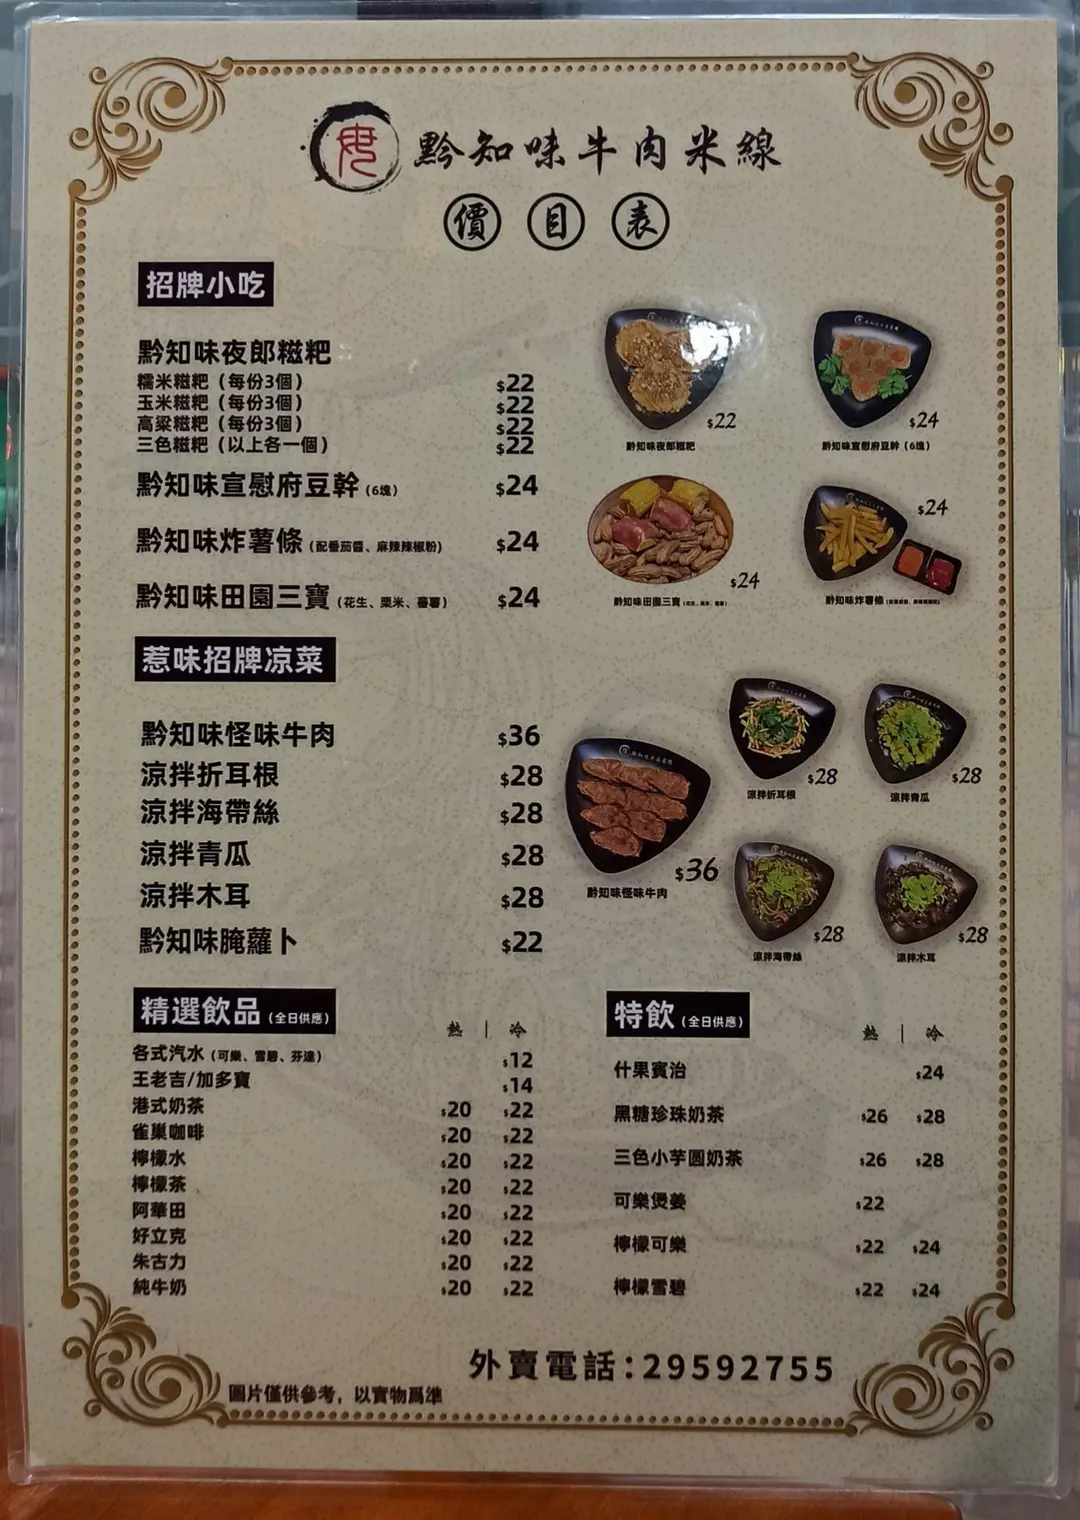 黔知味牛肉米線
價目表
招牌小吃
黔知味夜郎糍粑
糯米糍粑（每份3個） $22
玉米糍粑（每份3個） $22
高粱糍粑（每份3個） $22
三色糍粑（以上各一個） $22
黔知味宣慰府豆幹（6塊） $24
黔知味炸薯條（配番茄醬、麻辣辣椒粉） $24
黔知味田園三寶（花生、粟米、蕃薯） $24
$22
黔知味夜郎糍粑
$24
黔知味宣慰府豆幹（6塊）
$24
黔知味田園三寶
$24
黔知味炸薯條
惹味招牌凉菜
黔知味怪味牛肉 $36
涼拌折耳根 $28
涼拌海帶絲 $28
涼拌青瓜 $28
涼拌木耳 $28
黔知味腌蘿卜 $22
$36
黔知味怪味牛肉
$28
涼拌折耳根
$28
涼拌青瓜
$28
涼拌海帶絲
$28
涼拌木耳
精選飲品（全日供應） 熱 | 冷
各式汽水（可樂、雪碧、芬達） $12
王老吉/加多寶 $14
港式奶茶 $20 $22
雀巢咖啡 $20 $22
檸檬水 $20 $22
檸檬茶 $20 $22
阿華田 $20 $22
好立克 $20 $22
朱古力 $20 $22
純牛奶 $20 $22
特飲（全日供應） 熱 | 冷
什果賓治 $24
黑糖珍珠奶茶 $26 $28
三色小芋圆奶茶 $26 $28
可樂煲姜 $22
檸檬可樂 $22 $24
檸檬雪碧 $22 $24
外賣電話:29592755
圖片僅供參考，以實物爲準